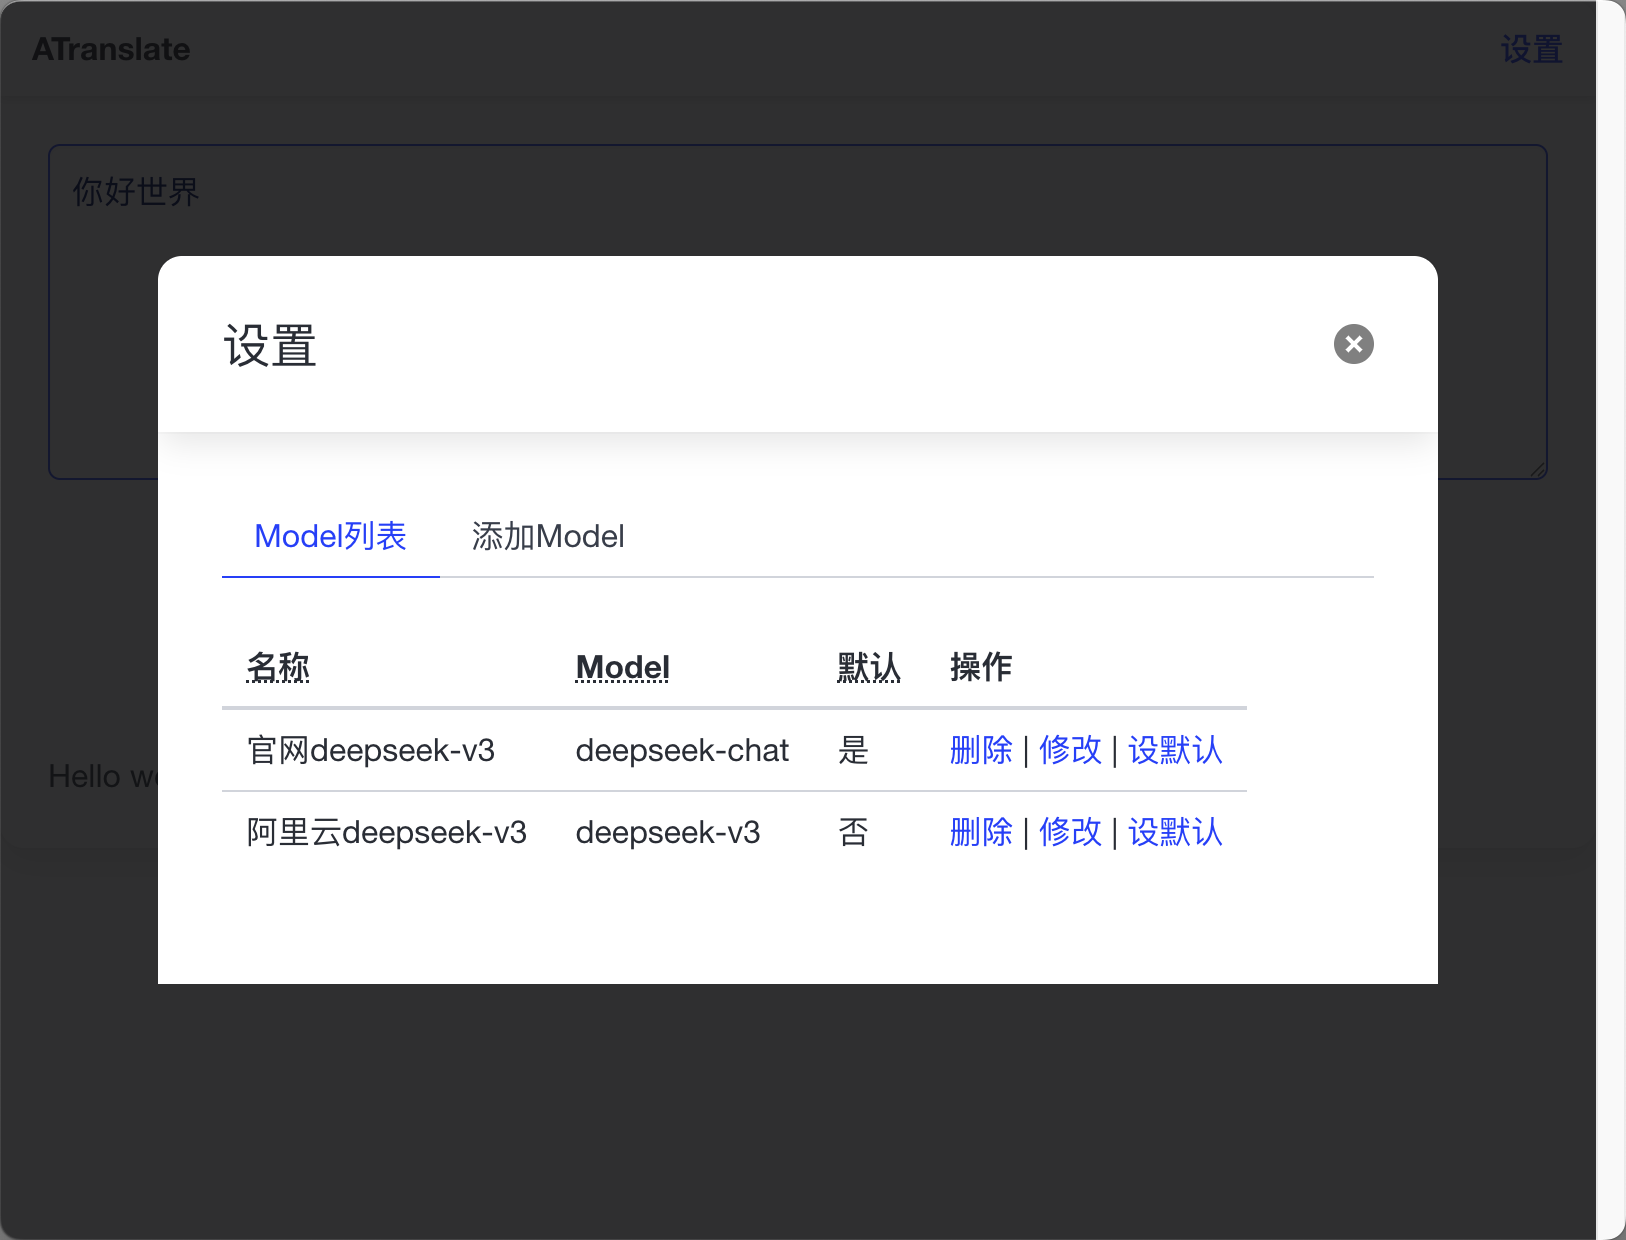 ATranslate 设置
你好世界
设置
Model列表 添加Model
名称 Model 默认 操作
官网deepseek-v3 deepseek-chat 是 删除 | 修改 | 设默认
Hello
阿里云deepseek-v3 deepseek-v3 否 删除 | 修改 | 设默认